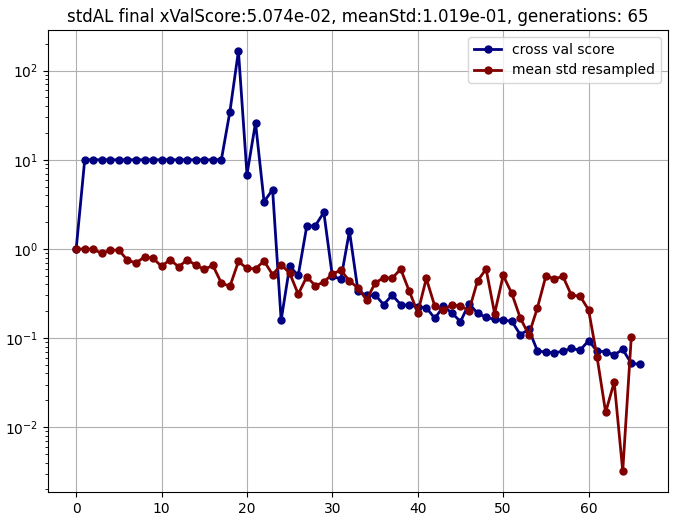 stdAL final xValScore:5.074e-02, meanStd:1.019e-01, generations: 65
cross val score
mean std resampled
10²
10¹
10⁰
10⁻¹
10⁻²
0 10 20 30 40 50 60